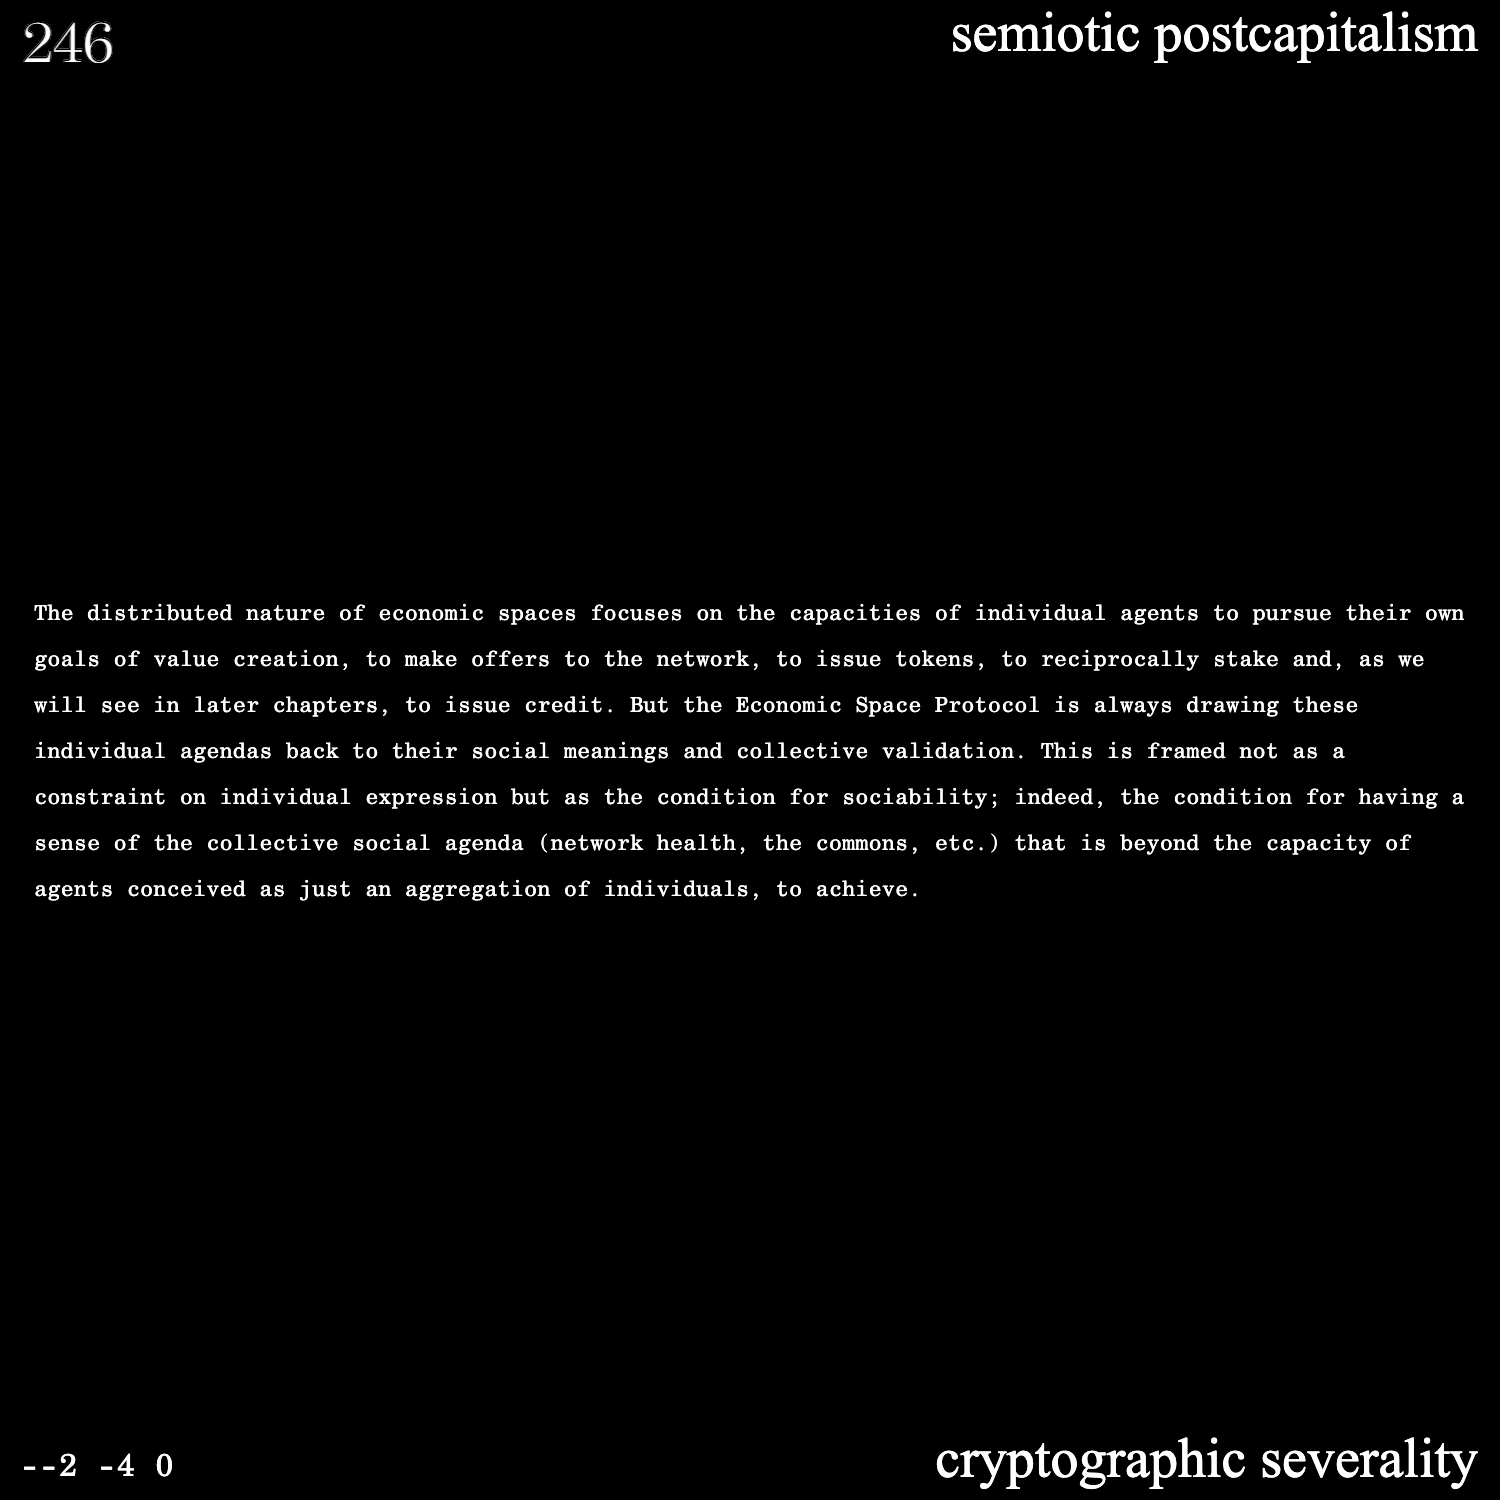 246
semiotic postcapitalism
The distributed nature of economic spaces focuses on the capacities of individual agents to pursue their own
goals of value creation, to make offers to the network, to issue tokens, to reciprocally stake and, as we
will see in later chapters, to issue credit. But the Economic Space Protocol is always drawing these
individual agendas back to their social meanings and collective validation. This is framed not as a
constraint on individual expression but as the condition for sociability; indeed, the condition for having a
sense of the collective social agenda (network health, the commons, etc.) that is beyond the capacity of
agents conceived as just an aggregation of individuals, to achieve.
--2 -4 0
cryptographic severality